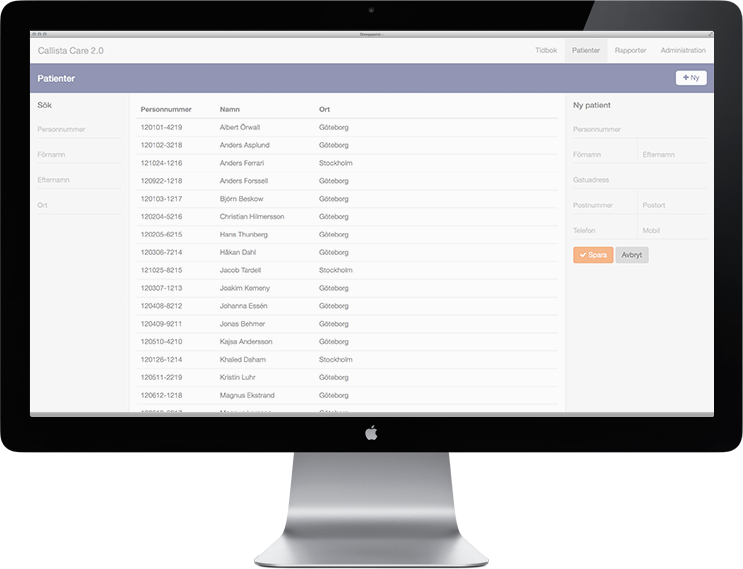 Callista Care 2.0
Tidbok Patienter Rapporter Administration
Patienter
+ Ny
Sök
Personnummer
Förnamn
Efternamn
Ort
Personnummer Namn Ort
120101-4219 Albert Örwall Göteborg
120102-3218 Anders Asplund Göteborg
121024-1216 Anders Ferrari Stockholm
120922-1218 Anders Forssell Göteborg
120103-1217 Björn Beskow Göteborg
120204-5216 Christian Hilmersson Göteborg
120205-6215 Hans Thunberg Göteborg
120306-7214 Håkan Dahl Göteborg
121025-8215 Jacob Tardell Stockholm
120307-1213 Joakim Kemeny Göteborg
120408-8212 Johanna Essén Göteborg
120409-9211 Jonas Behmer Göteborg
120510-4210 Kajsa Andersson Göteborg
120126-1214 Khaled Daham Stockholm
120511-2219 Kristin Luhr Göteborg
120612-1218 Magnus Ekstrand Göteborg
Ny patient
Personnummer
Förnamn Efternamn
Gatuadress
Postnummer Postort
Telefon Mobil
Spara Avbryt